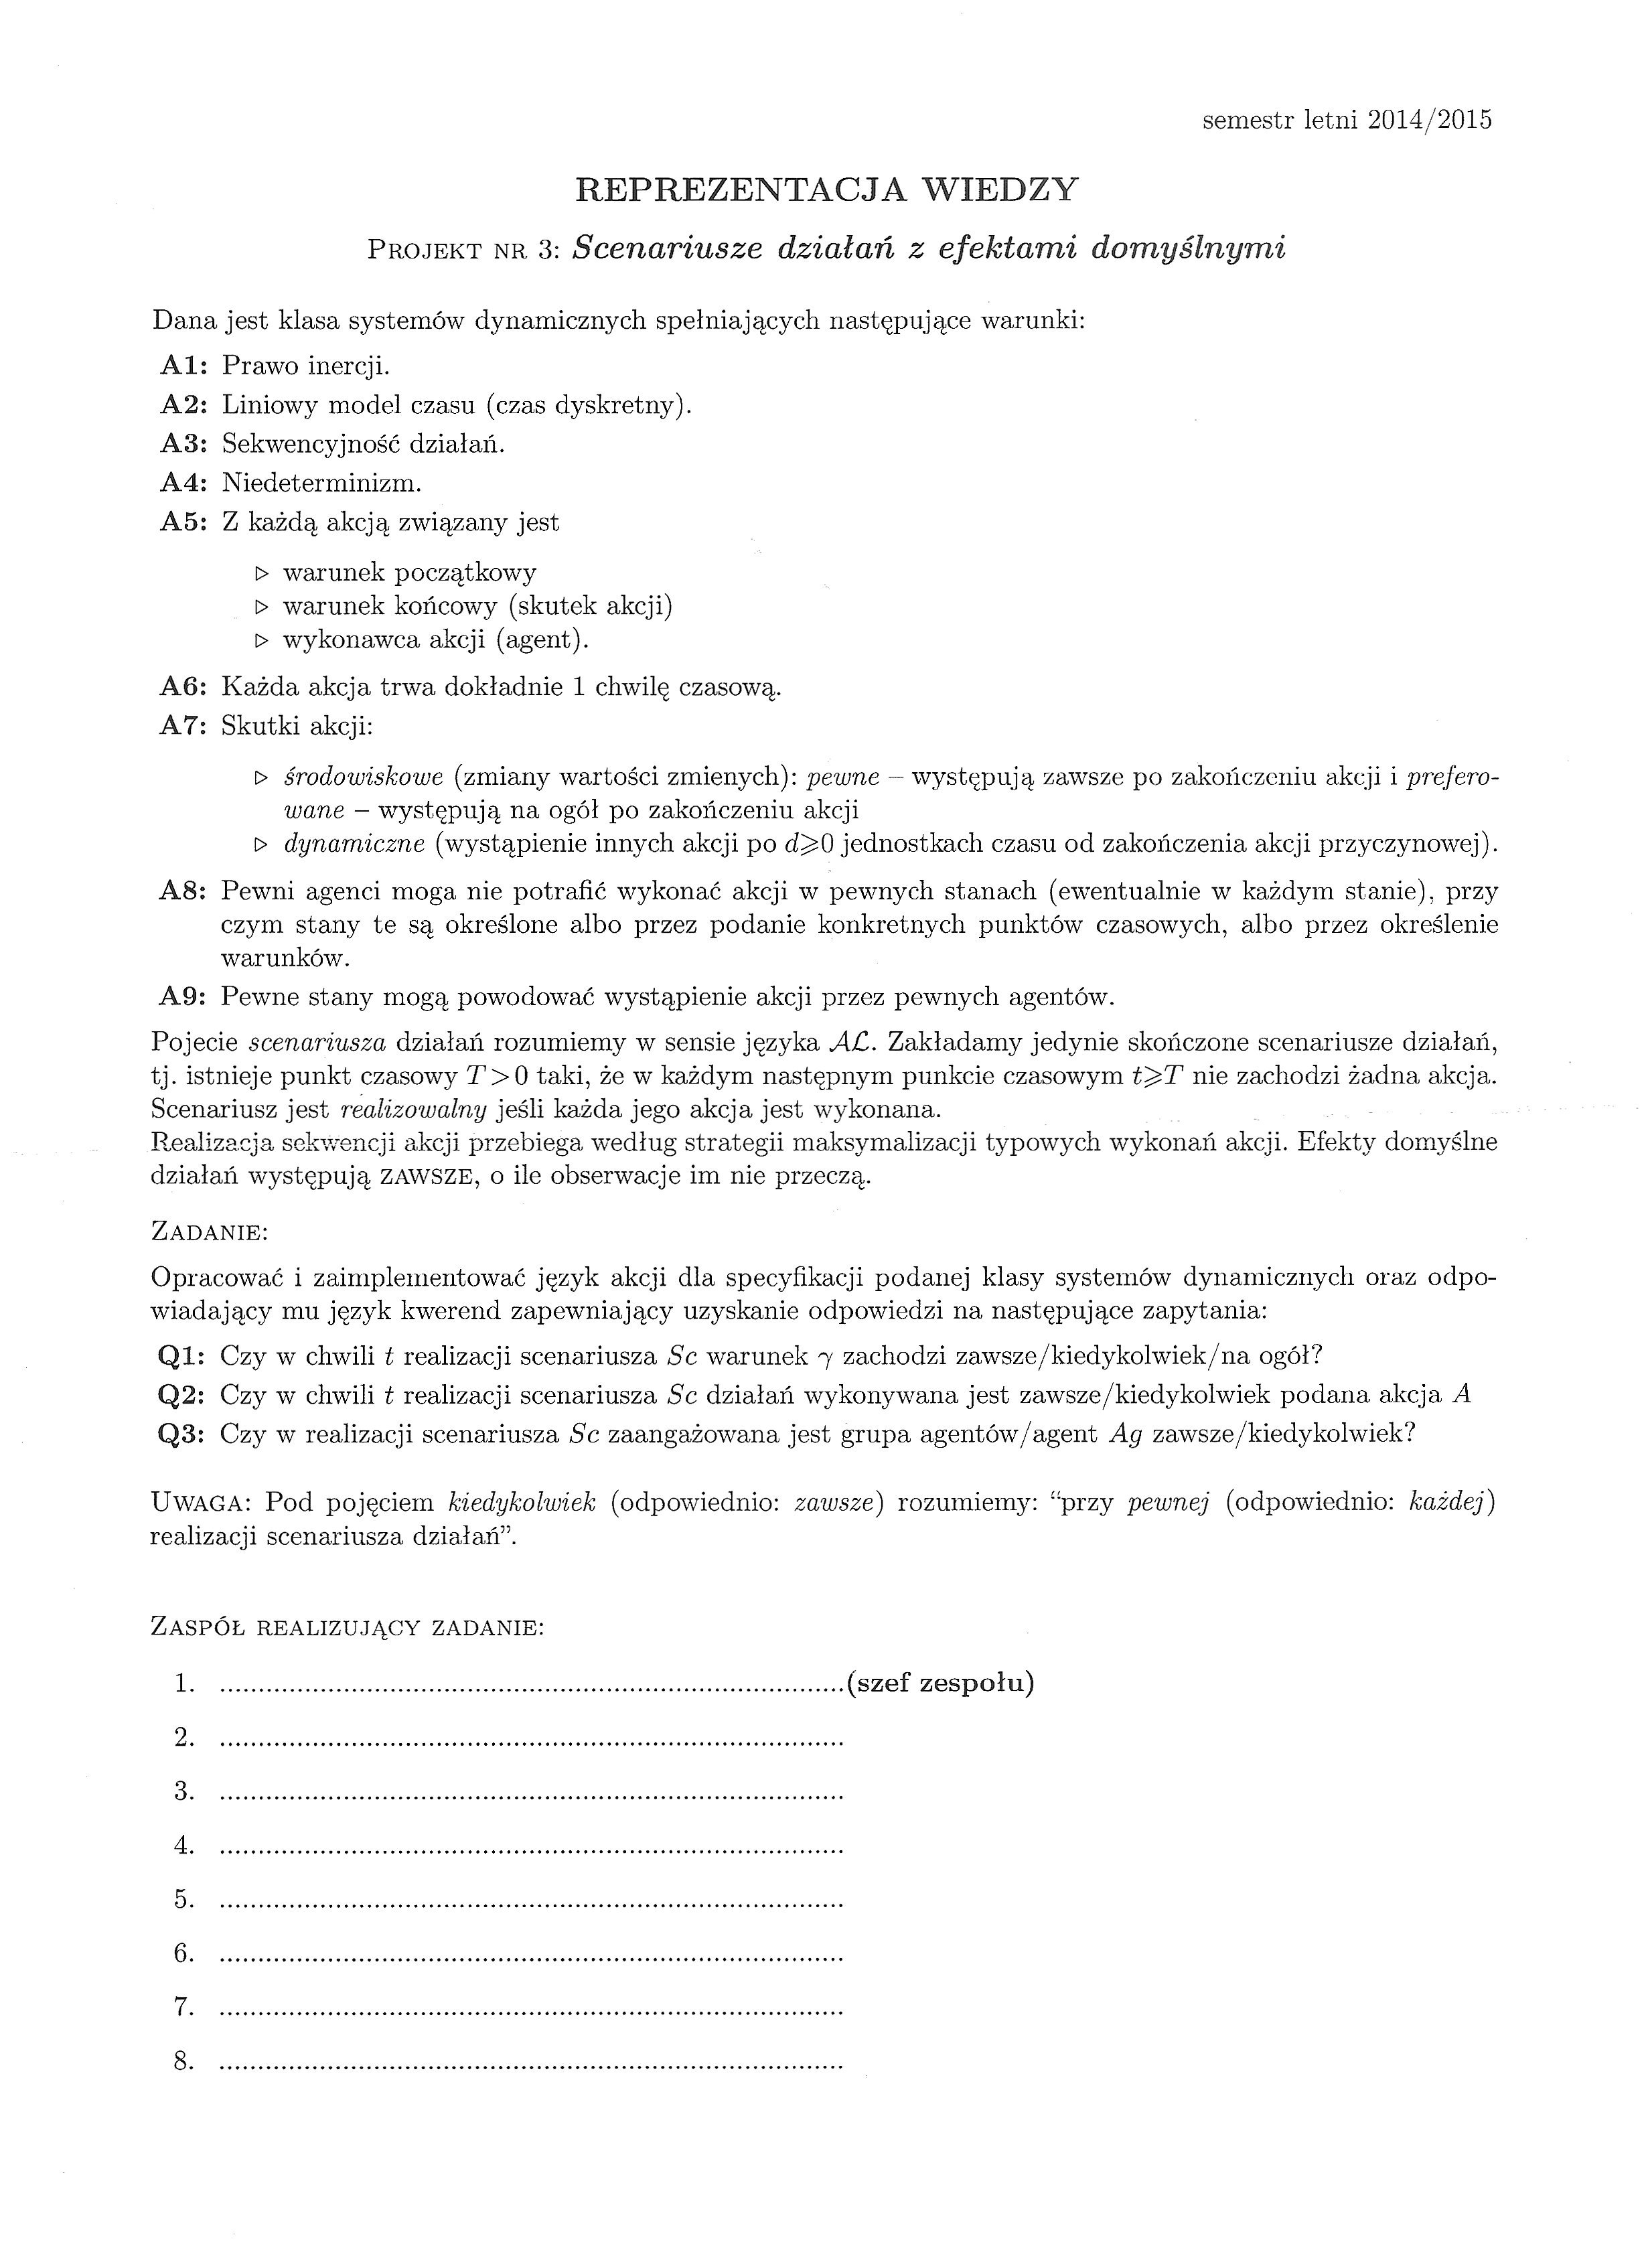 semestr letni 2014/2015
REPREZENTACJA WIEDZY
PROJEKT NR 3: Scenariusze działań z efektami domyślnymi
Dana jest klasa systemów dynamicznych spełniających następujące warunki:
A1: Prawo inercji.
A2: Liniowy model czasu (czas dyskretny).
A3: Sekwencyjność działań.
A4: Niedeterminizm.
A5: Z każdą akcją związany jest
▷ warunek początkowy
▷ warunek końcowy (skutek akcji)
▷ wykonawca akcji (agent).
A6: Każda akcja trwa dokładnie 1 chwilę czasową.
A7: Skutki akcji:
▷ środowiskowe (zmiany wartości zmienych): pewne – występują zawsze po zakończeniu akcji i prefero-
wane – występują na ogół po zakończeniu akcji
▷ dynamiczne (wystąpienie innych akcji po d⩾0 jednostkach czasu od zakończenia akcji przyczynowej).
A8: Pewni agenci moga nie potrafić wykonać akcji w pewnych stanach (ewentualnie w każdym stanie), przy
czym stany te są określone albo przez podanie konkretnych punktów czasowych, albo przez określenie
warunków.
A9: Pewne stany mogą powodować wystąpienie akcji przez pewnych agentów.
Pojecie scenariusza działań rozumiemy w sensie języka AL. Zakładamy jedynie skończone scenariusze działań,
tj. istnieje punkt czasowy T>0 taki, że w każdym następnym punkcie czasowym t⩾T nie zachodzi żadna akcja.
Scenariusz jest realizowalny jeśli każda jego akcja jest wykonana.
Realizacja sekwencji akcji przebiega według strategii maksymalizacji typowych wykonań akcji. Efekty domyślne
działań występują ZAWSZE, o ile obserwacje im nie przeczą.
ZADANIE:
Opracować i zaimplementować język akcji dla specyfikacji podanej klasy systemów dynamicznych oraz odpo-
wiadający mu język kwerend zapewniający uzyskanie odpowiedzi na następujące zapytania:
Q1: Czy w chwili t realizacji scenariusza Sc warunek γ zachodzi zawsze/kiedykolwiek/na ogół?
Q2: Czy w chwili t realizacji scenariusza Sc działań wykonywana jest zawsze/kiedykolwiek podana akcja A
Q3: Czy w realizacji scenariusza Sc zaangażowana jest grupa agentów/agent Ag zawsze/kiedykolwiek?
UWAGA: Pod pojęciem kiedykolwiek (odpowiednio: zawsze) rozumiemy: “przy pewnej (odpowiednio: każdej)
realizacji scenariusza działań”.
ZASPÓŁ REALIZUJĄCY ZADANIE:
1. ................................................................................(szef zespołu)
2. ................................................................................
3. ................................................................................
4. ................................................................................
5. ................................................................................
6. ................................................................................
7. ................................................................................
8. ................................................................................